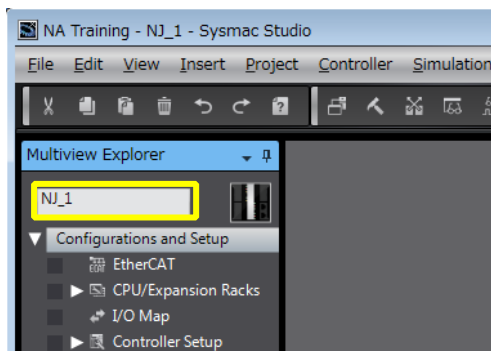 NA Training - NJ_1 - Sysmac Studio
File Edit View Insert Project Controller Simulation
Multiview Explorer
NJ_1
Configurations and Setup
EtherCAT
CPU/Expansion Racks
I/O Map
Controller Setup